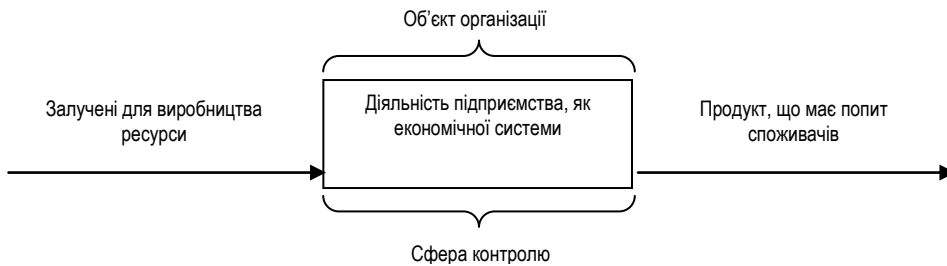 Об’єкт організації
Залучені для виробництва
ресурси
Діяльність підприємства, як
економічної системи
Продукт, що має попит
споживачів
Сфера контролю